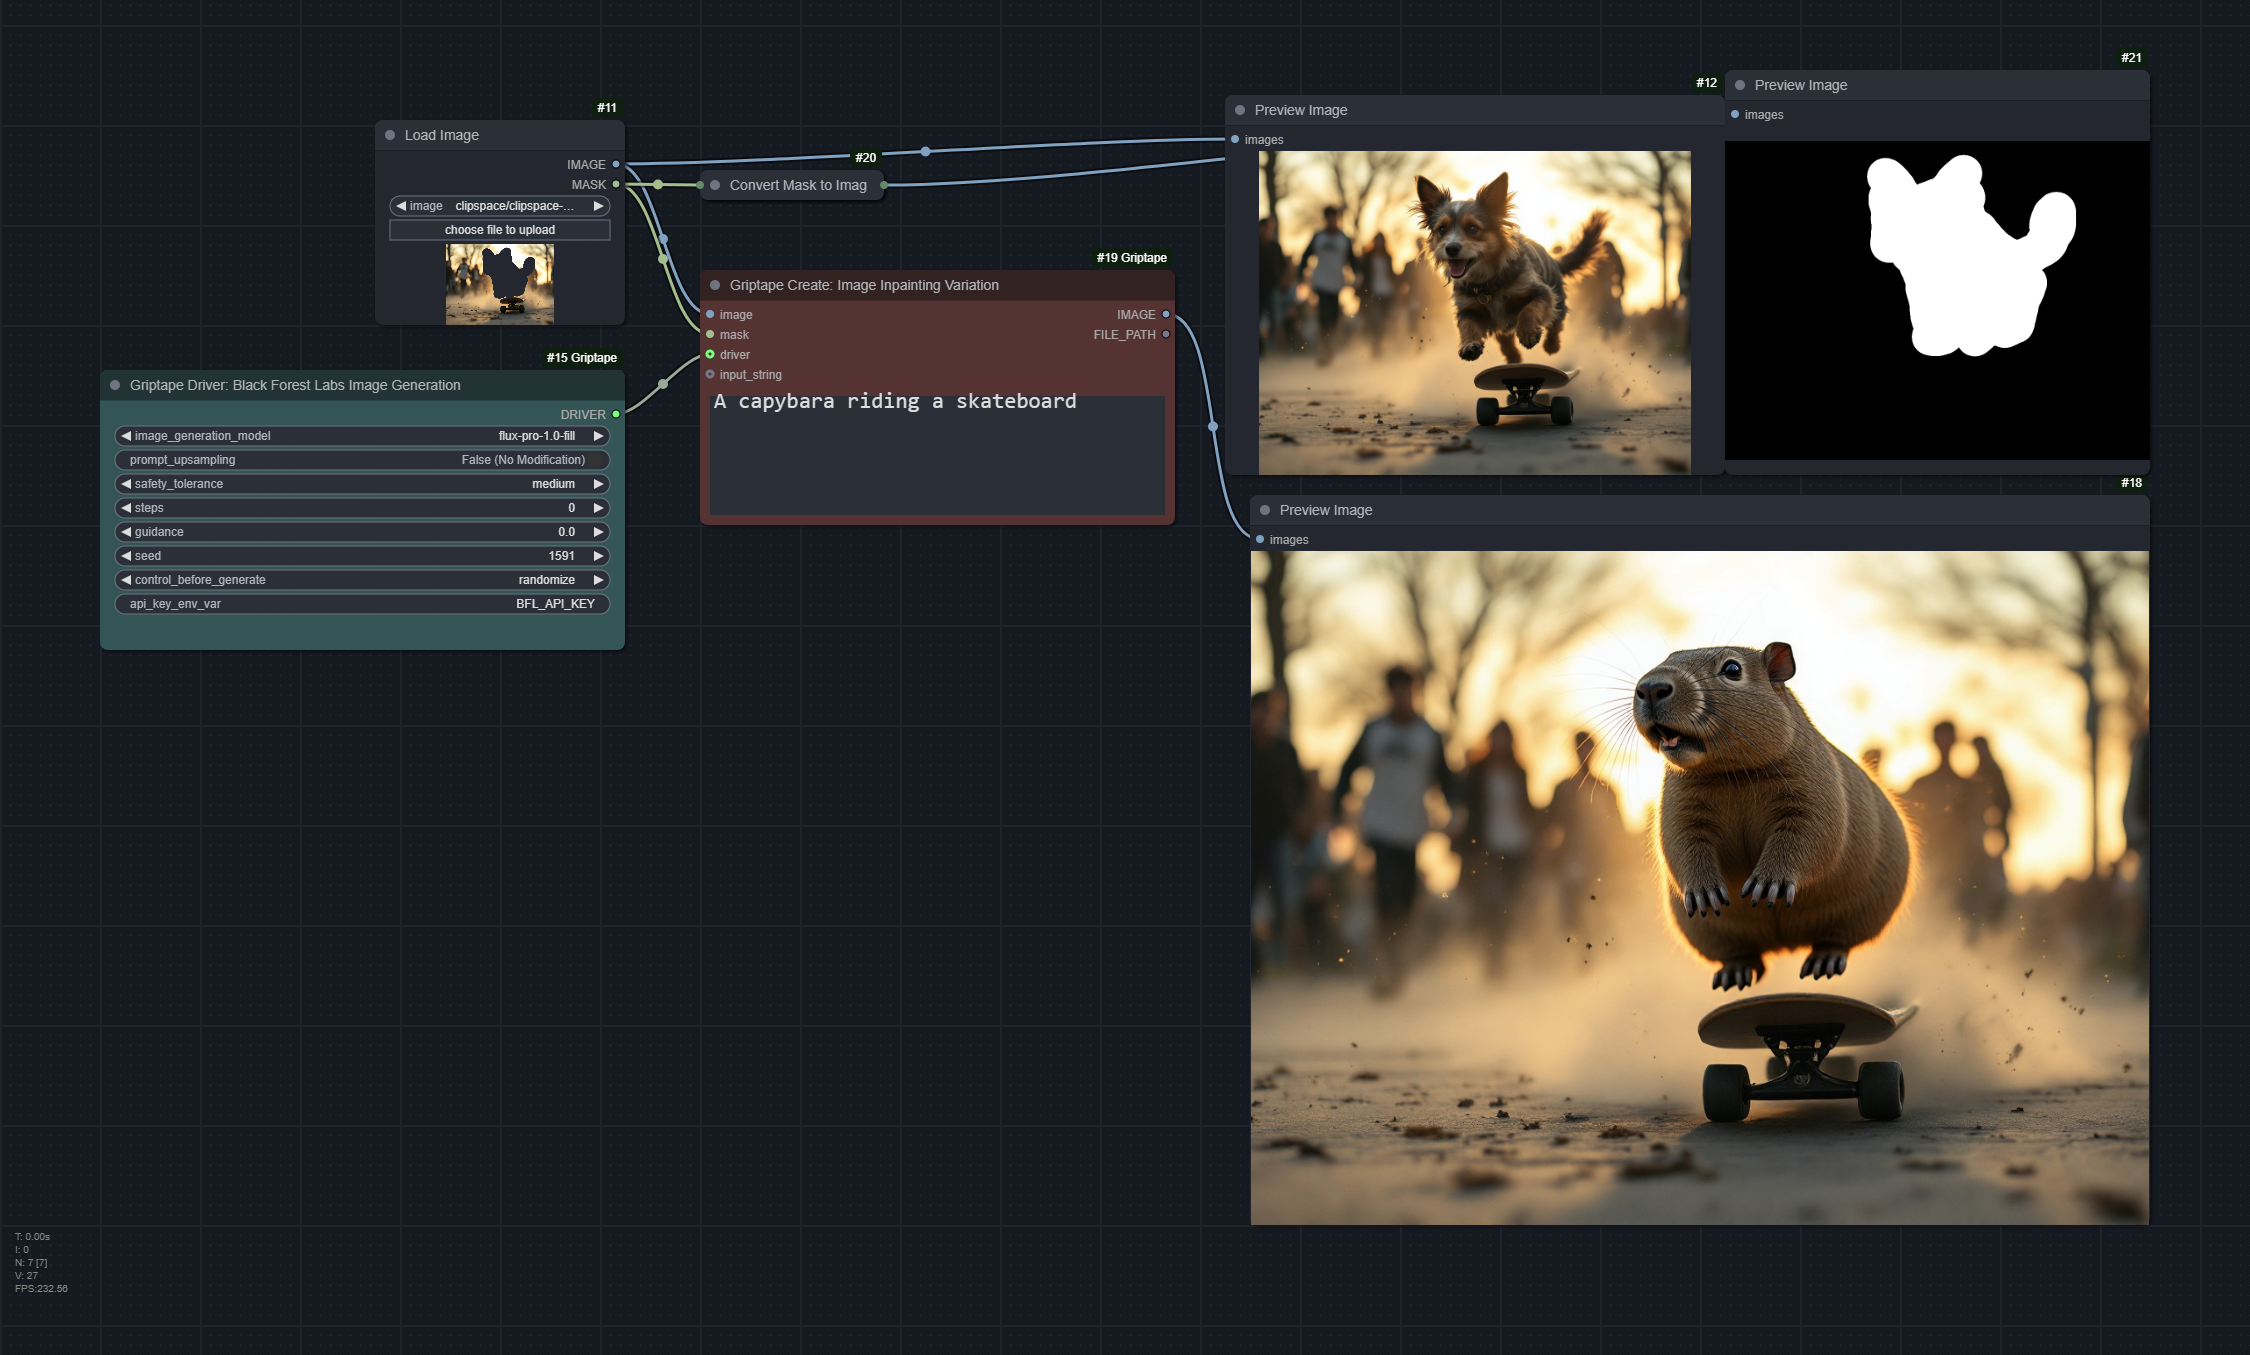 #11
Load Image
IMAGE
MASK
image clipspace/clipspace-...
choose file to upload
#15 Griptape
Griptape Driver: Black Forest Labs Image Generation
DRIVER
image_generation_model flux-pro-1.0-fill
prompt_upsampling False (No Modification)
safety_tolerance medium
steps 0
guidance 0.0
seed 1591
control_before_generate randomize
api_key_env_var BFL_API_KEY
#20
Convert Mask to Imag
#19 Griptape
Griptape Create: Image Inpainting Variation
image IMAGE
mask FILE_PATH
driver
input_string
A capybara riding a skateboard
#12
Preview Image
images
#21
Preview Image
images
#18
Preview Image
images
T: 0.00s
I: 0
N: 7 [7]
V: 27
FPS:232.56